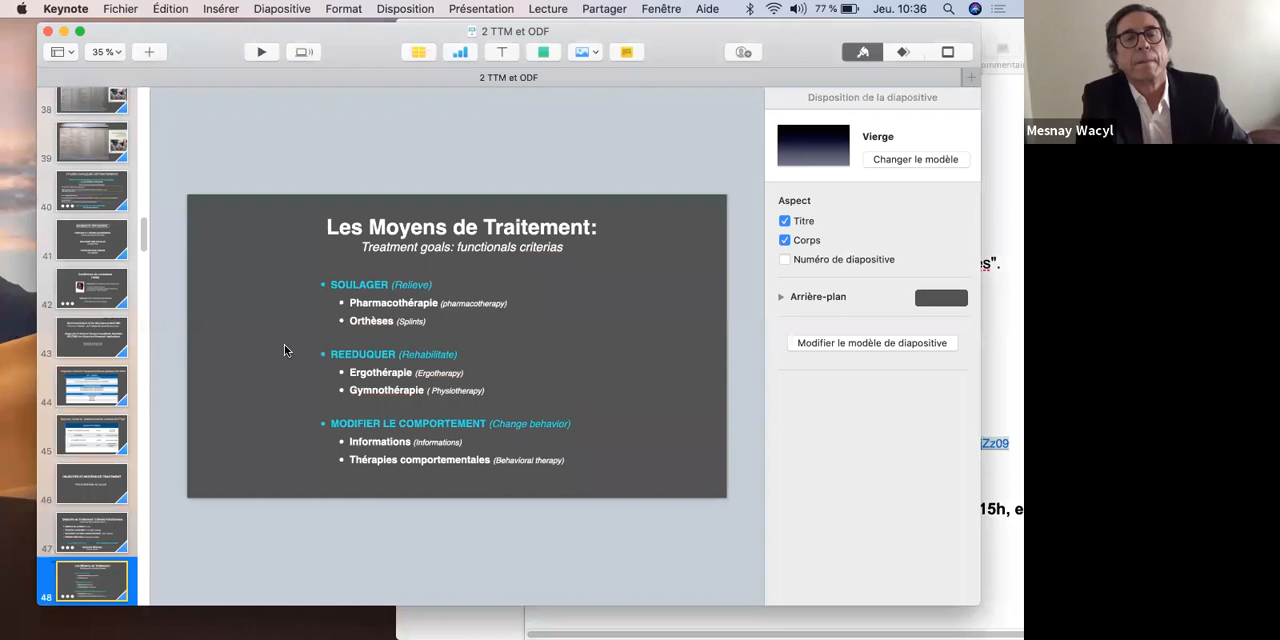 Keynote Fichier Édition Insérer Diapositive Format Disposition Présentation Lecture Partager Fenêtre Aide 77 % Jeu. 10:36
2 TTM et ODF
35 %
2 TTM et ODF
38
39
40
41
42
43
44
45
46
47
48
Les Moyens de Traitement:
Treatment goals: functionals criterias
• SOULAGER (Relieve)
• Pharmacothérapie (pharmacotherapy)
• Orthèses (Splints)
• REEDUQUER (Rehabilitate)
• Ergothérapie (Ergotherapy)
• Gymnothérapie ( Physiotherapy)
• MODIFIER LE COMPORTEMENT (Change behavior)
• Informations (Informations)
• Thérapies comportementales (Behavioral therapy)
Disposition de la diapositive
Vierge
Changer le modèle
Aspect
Titre
Corps
Numéro de diapositive
Arrière-plan
Modifier le modèle de diapositive
es".
Zz09
15h, e
Mesnay Wacyl